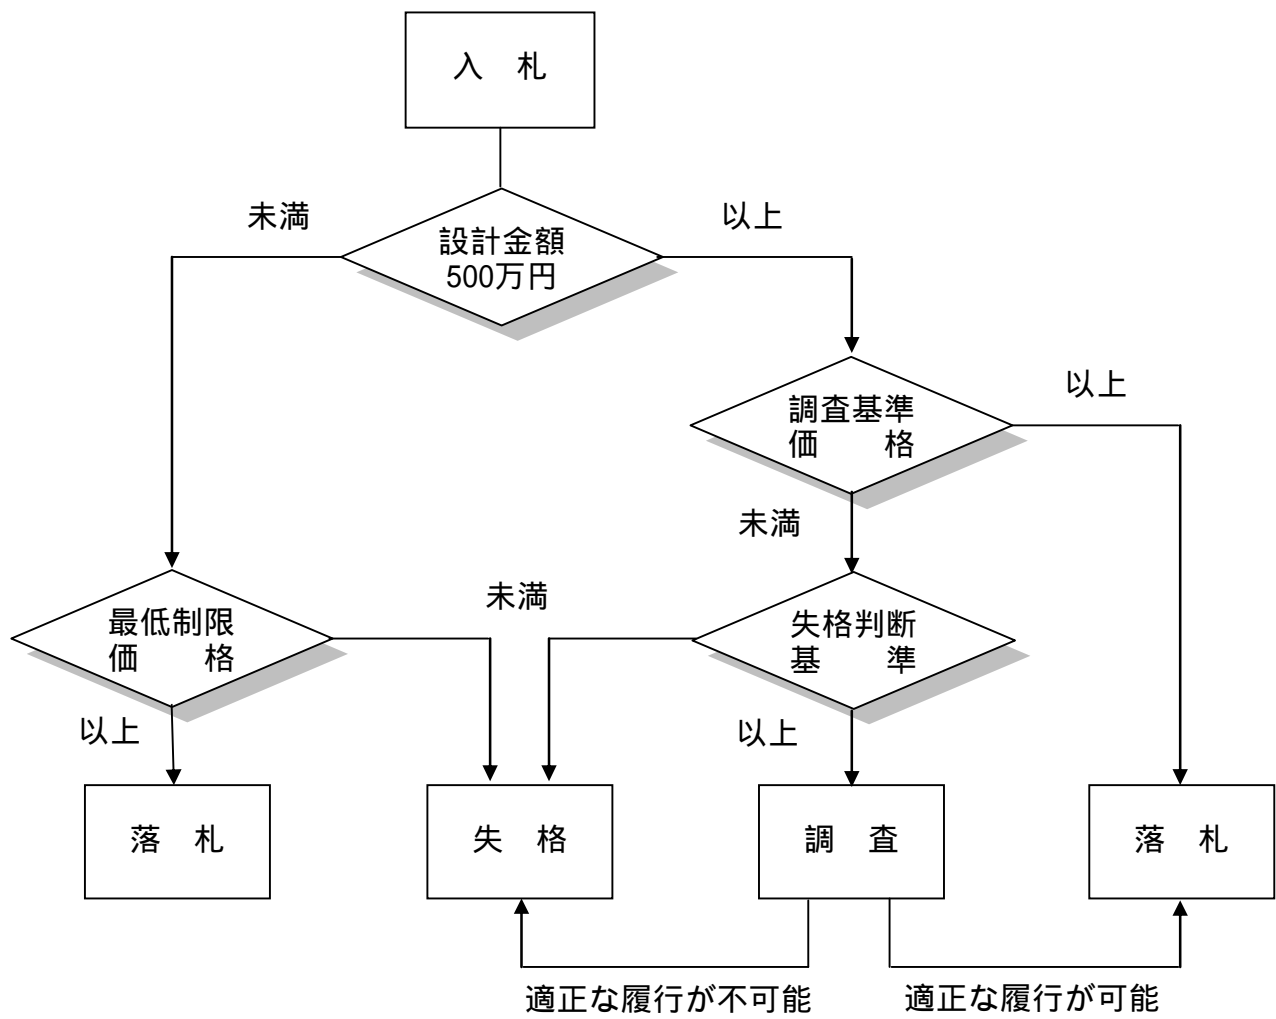 入　札
未満
以上
設計金額
500万円
以上
調査基準
価　　格
未満
未満
最低制限
価　　格
失格判断
基　　準
以上
以上
落　札
失　格
調　査
落　札
適正な履行が不可能
適正な履行が可能